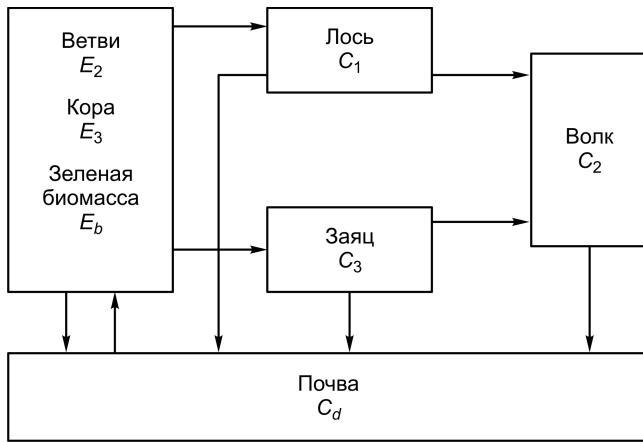 Ветви
E2
Кора
E3
Зеленая
биомасса
Eb
Лось
C1
Заяц
C3
Волк
C2
Почва
Cd